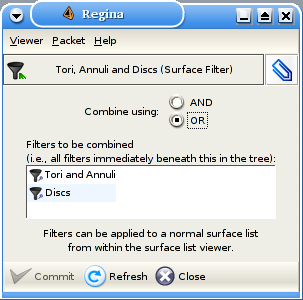 Regina
Viewer Packet Help
Tori, Annuli and Discs (Surface Filter)
Combine using: AND
OR
Filters to be combined
(i.e., all filters immediately beneath this in the tree):
Tori and Annuli
Discs
Filters can be applied to a normal surface list
from within the surface list viewer.
Commit Refresh Close